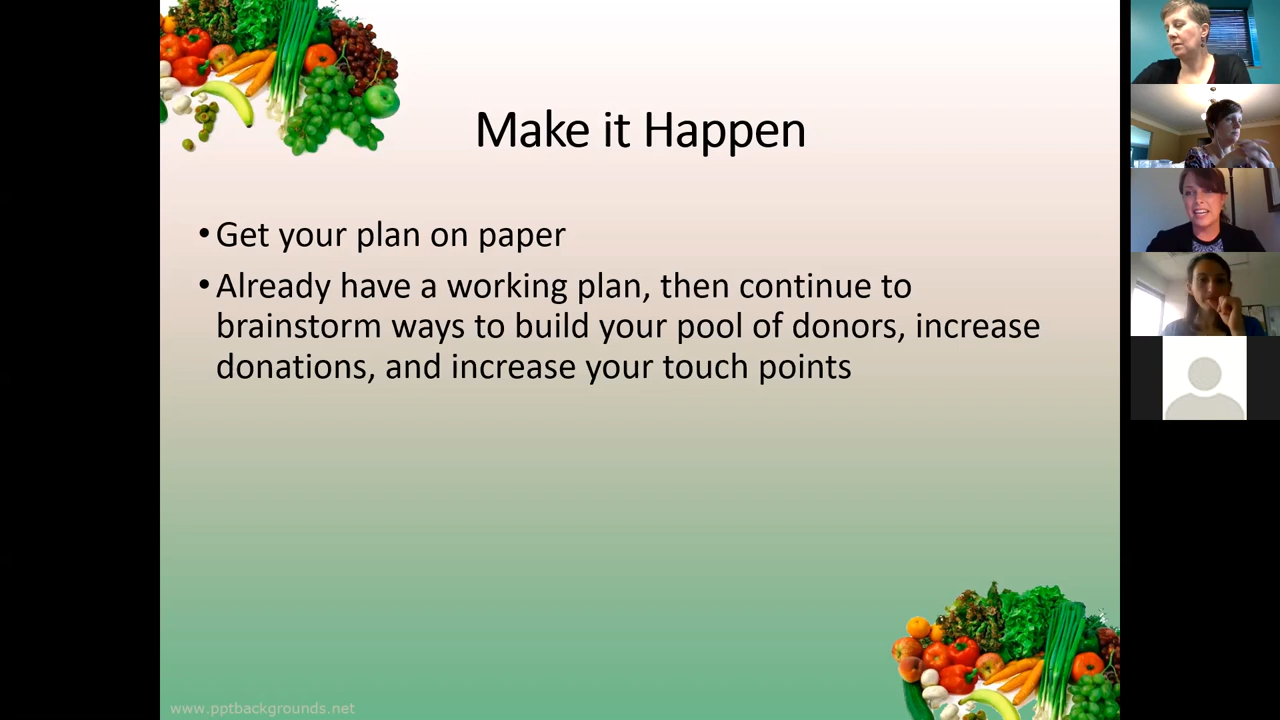 Make it Happen
• Get your plan on paper
• Already have a working plan, then continue to
brainstorm ways to build your pool of donors, increase
donations, and increase your touch points
www.pptbackgrounds.net